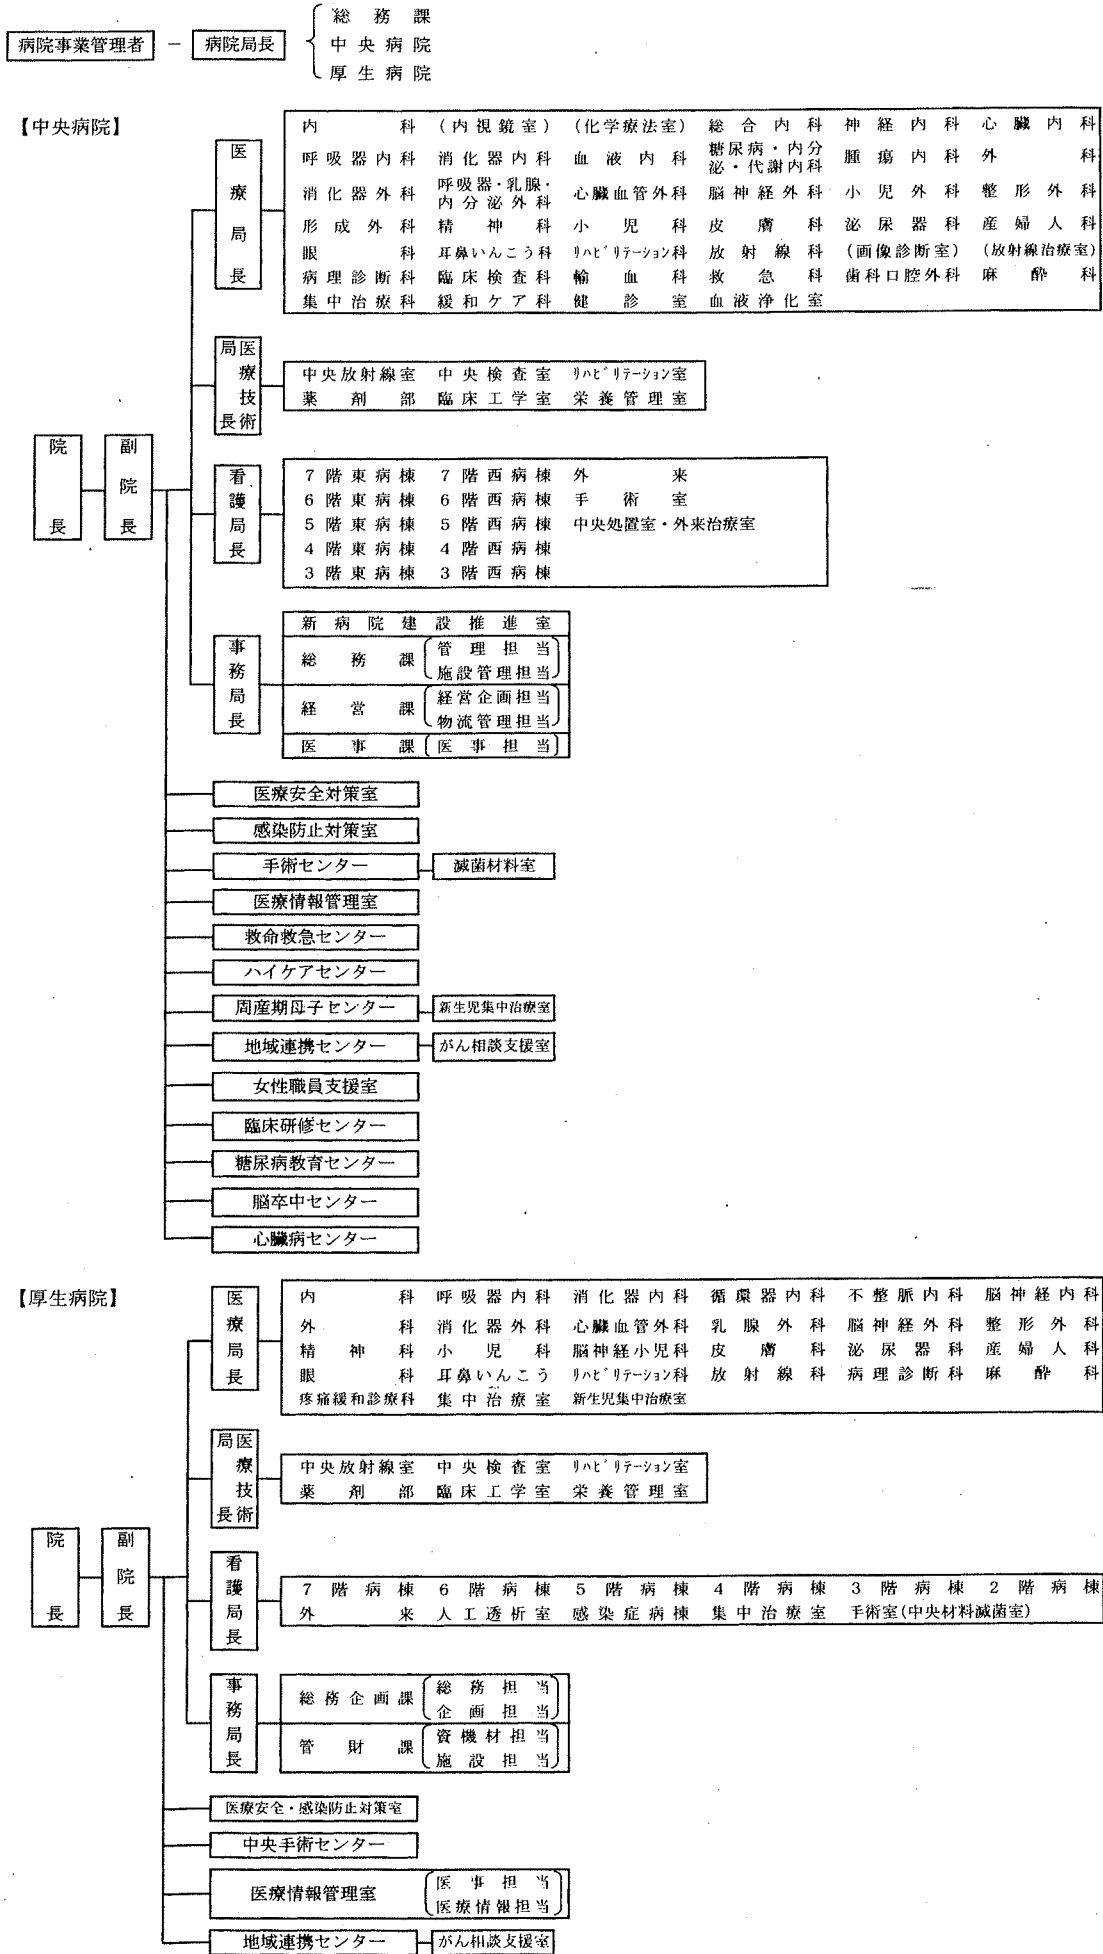 病院事業管理者 － 病院局長
総務課
中央病院
厚生病院
【中央病院】
院長
副院長
医療局長
内科 (内視鏡室) (化学療法室) 総合内科 神経内科 心臓内科
呼吸器内科 消化器内科 血液内科 糖尿病・内分泌・代謝内科 腫瘍内科 外科
消化器外科 呼吸器・乳腺・内分泌外科 心臓血管外科 脳神経外科 小児外科 整形外科
形成外科 精神科 小児科 皮膚科 泌尿器科 産婦人科
眼科 耳鼻いんこう科 リハビリテーション科 放射線科 (画像診断室) (放射線治療室)
病理診断科 臨床検査科 輸血科 救急科 歯科口腔外科 麻酔科
集中治療科 緩和ケア科 健診室 血液浄化室
医療技術局長
中央放射線室 中央検査室 リハビリテーション室
薬剤部 臨床工学室 栄養管理室
看護局長
7階東病棟 7階西病棟 外来
6階東病棟 6階西病棟 手術室
5階東病棟 5階西病棟 中央処置室・外来治療室
4階東病棟 4階西病棟
3階東病棟 3階西病棟
事務局長
新病院建設推進室
総務課 管理担当
施設管理担当
経営課 経営企画担当
物流管理担当
医事課 医事担当
医療安全対策室
感染防止対策室
手術センター 滅菌材料室
医療情報管理室
救命救急センター
ハイケアセンター
周産期母子センター 新生児集中治療室
地域連携センター がん相談支援室
女性職員支援室
臨床研修センター
糖尿病教育センター
脳卒中センター
心臓病センター
【厚生病院】
院長
副院長
医療局長
内科 呼吸器内科 消化器内科 循環器内科 不整脈内科 脳神経内科
外科 消化器外科 心臓血管外科 乳腺外科 脳神経外科 整形外科
精神科 小児科 脳神経小児科 皮膚科 泌尿器科 産婦人科
眼科 耳鼻いんこう リハビリテーション科 放射線科 病理診断科 麻酔科
疼痛緩和診療科 集中治療室 新生児集中治療室
医療技術局長
中央放射線室 中央検査室 リハビリテーション室
薬剤部 臨床工学室 栄養管理室
看護局長
7階病棟 6階病棟 5階病棟 4階病棟 3階病棟 2階病棟
外来 人工透析室 感染症病棟 集中治療室 手術室(中央材料滅菌室)
事務局長
総務企画課 総務担当
企画担当
管財課 資機材担当
施設担当
医療安全・感染防止対策室
中央手術センター
医療情報管理室 医事担当
医療情報担当
地域連携センター がん相談支援室